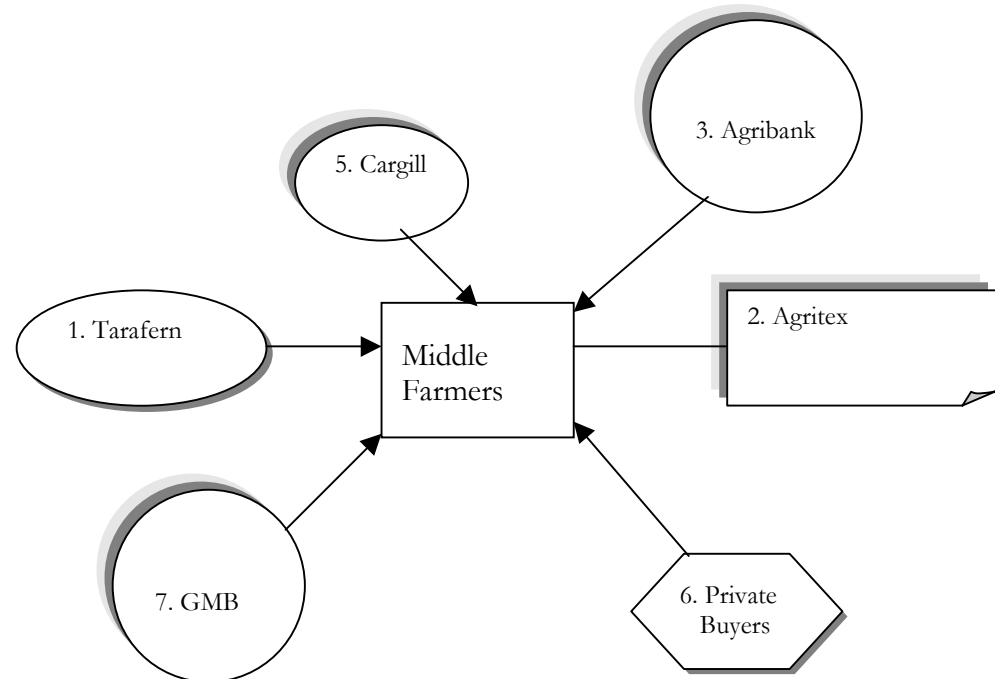 3. Agribank
5. Cargill
2. Agritex
1. Tarafern
Middle
Farmers
6. Private
Buyers
7. GMB